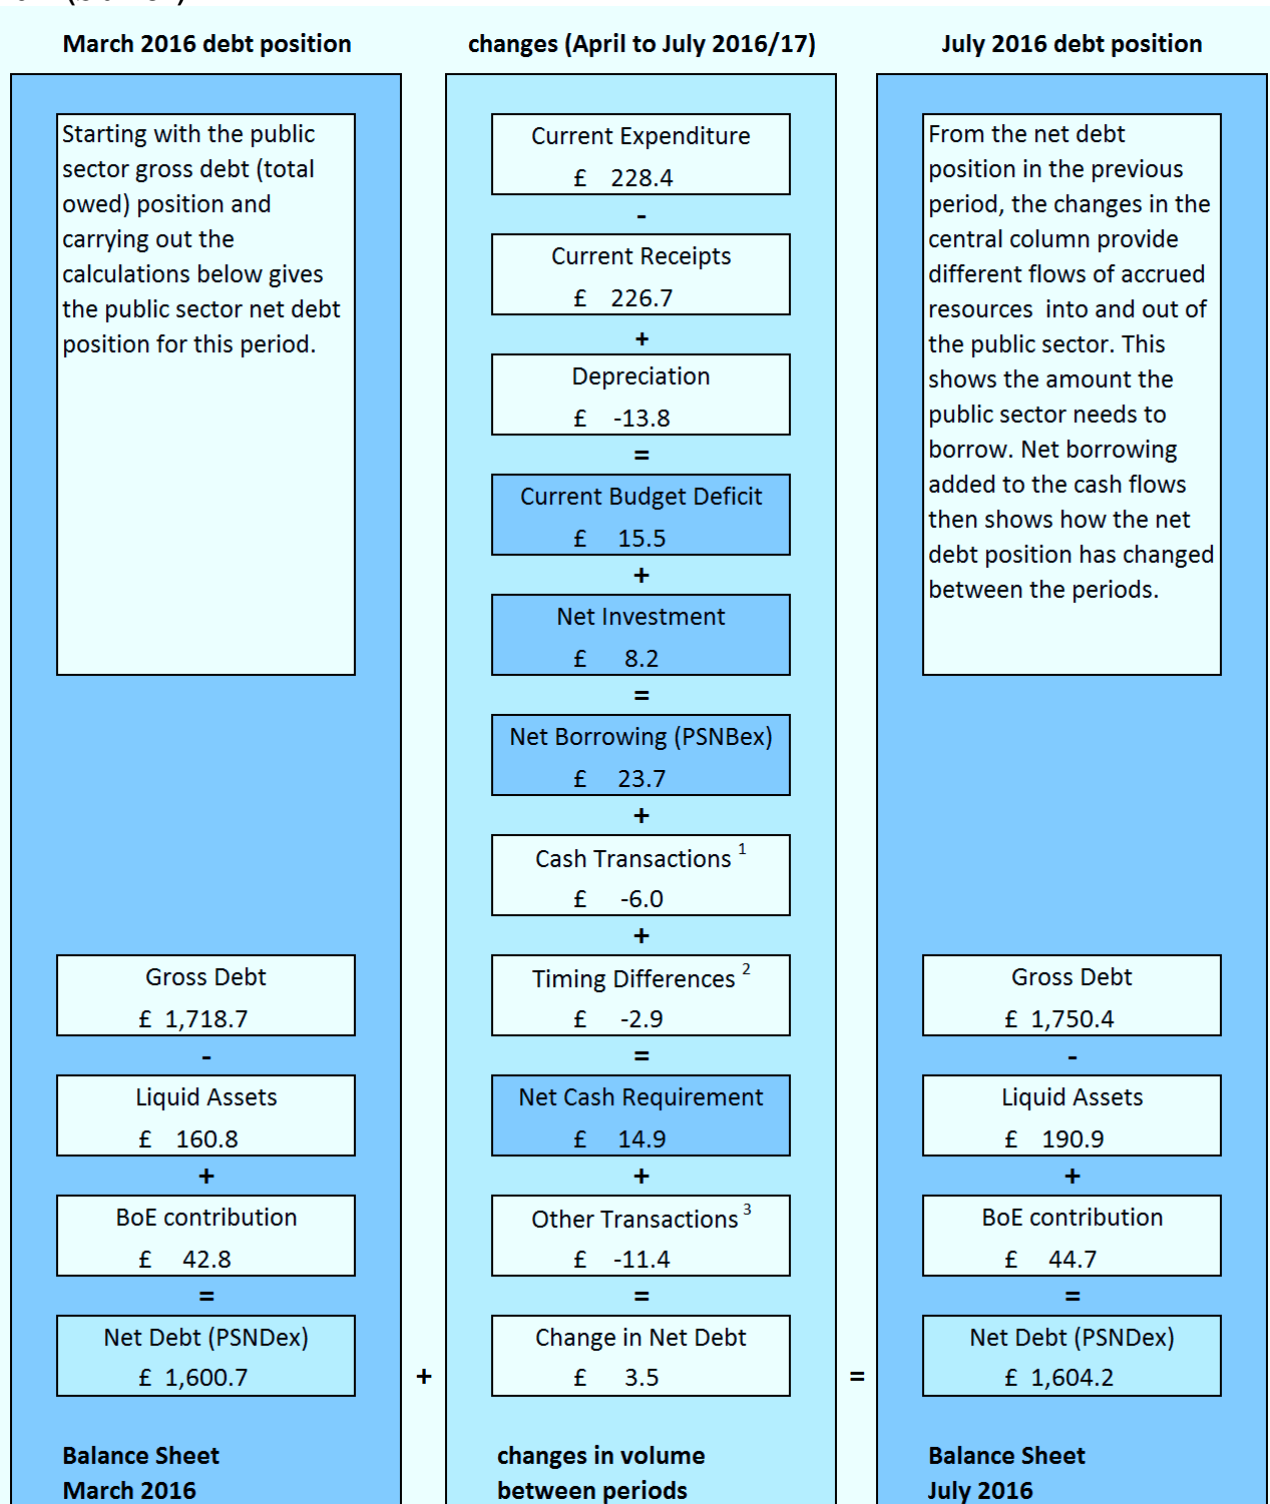 March 2016 debt position
Starting with the public
sector gross debt (total
owed) position and
carrying out the
calculations below gives
the public sector net debt
position for this period.
Gross Debt
£ 1,718.7
-
Liquid Assets
£ 160.8
+
BoE contribution
£ 42.8
=
Net Debt (PSNDex)
£ 1,600.7
Balance Sheet
March 2016
+
changes (April to July 2016/17)
Current Expenditure
£ 228.4
-
Current Receipts
£ 226.7
+
Depreciation
£ -13.8
=
Current Budget Deficit
£ 15.5
+
Net Investment
£ 8.2
=
Net Borrowing (PSNBex)
£ 23.7
+
Cash Transactions 1
£ -6.0
+
Timing Differences 2
£ -2.9
=
Net Cash Requirement
£ 14.9
+
Other Transactions 3
£ -11.4
=
Change in Net Debt
£ 3.5
changes in volume
between periods
=
July 2016 debt position
From the net debt
position in the previous
period, the changes in the
central column provide
different flows of accrued
resources into and out of
the public sector. This
shows the amount the
public sector needs to
borrow. Net borrowing
added to the cash flows
then shows how the net
debt position has changed
between the periods.
Gross Debt
£ 1,750.4
-
Liquid Assets
£ 190.9
+
BoE contribution
£ 44.7
=
Net Debt (PSNDex)
£ 1,604.2
Balance Sheet
July 2016